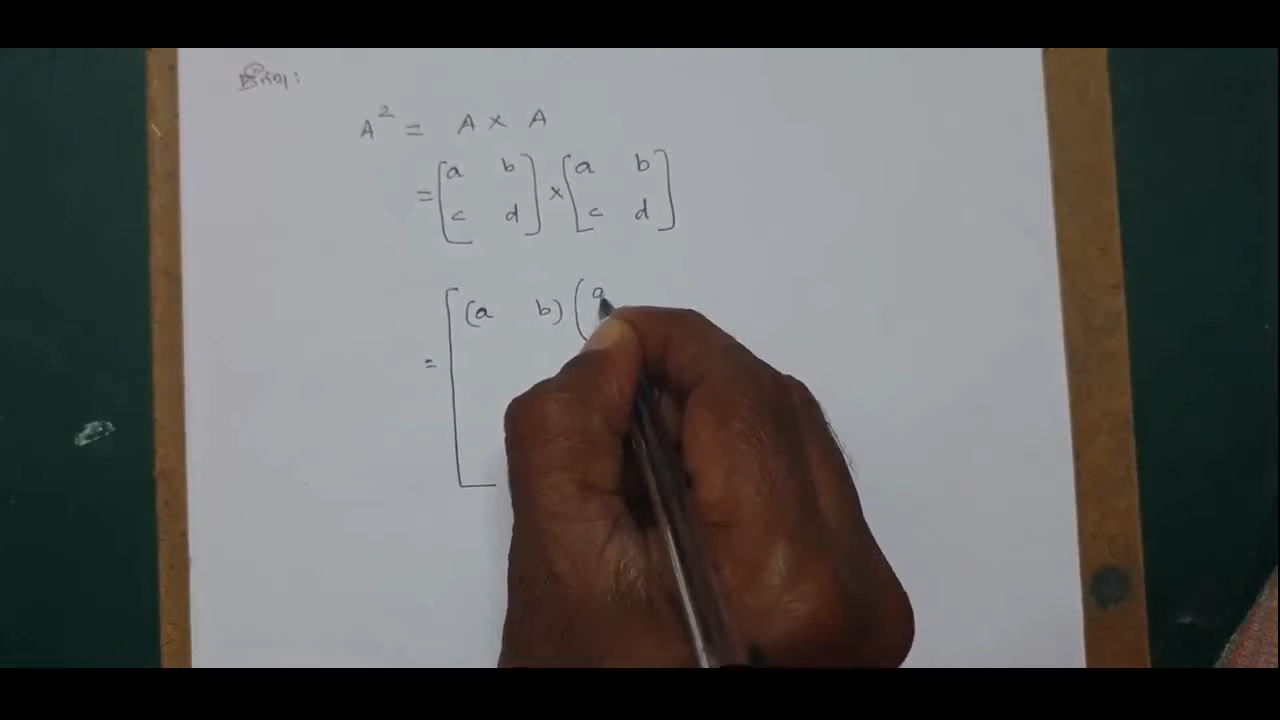 தீர்வு:
A² = A × A
= [a b c d] × [a b c d]
= [(a b) (a